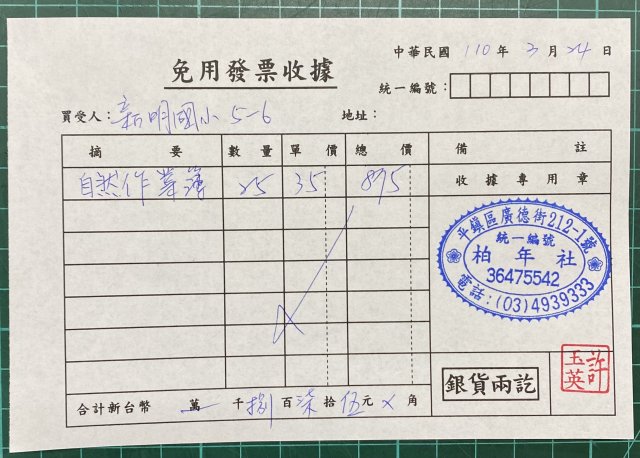 中華民國 110 年 3 月 24 日
免用發票收據
統一編號:
買受人: 新明國小 5-6 地址:
摘要 數量 單價 總價 備註
自然作業簿 25 35 875 收據專用章
平鎮區廣德街212-1號
統一編號
柏年社
36475542
電話:(03)4939333
許玉英
銀貨兩訖
合計新台幣 一 萬 千 捌 百 柒 拾 伍 元 × 角